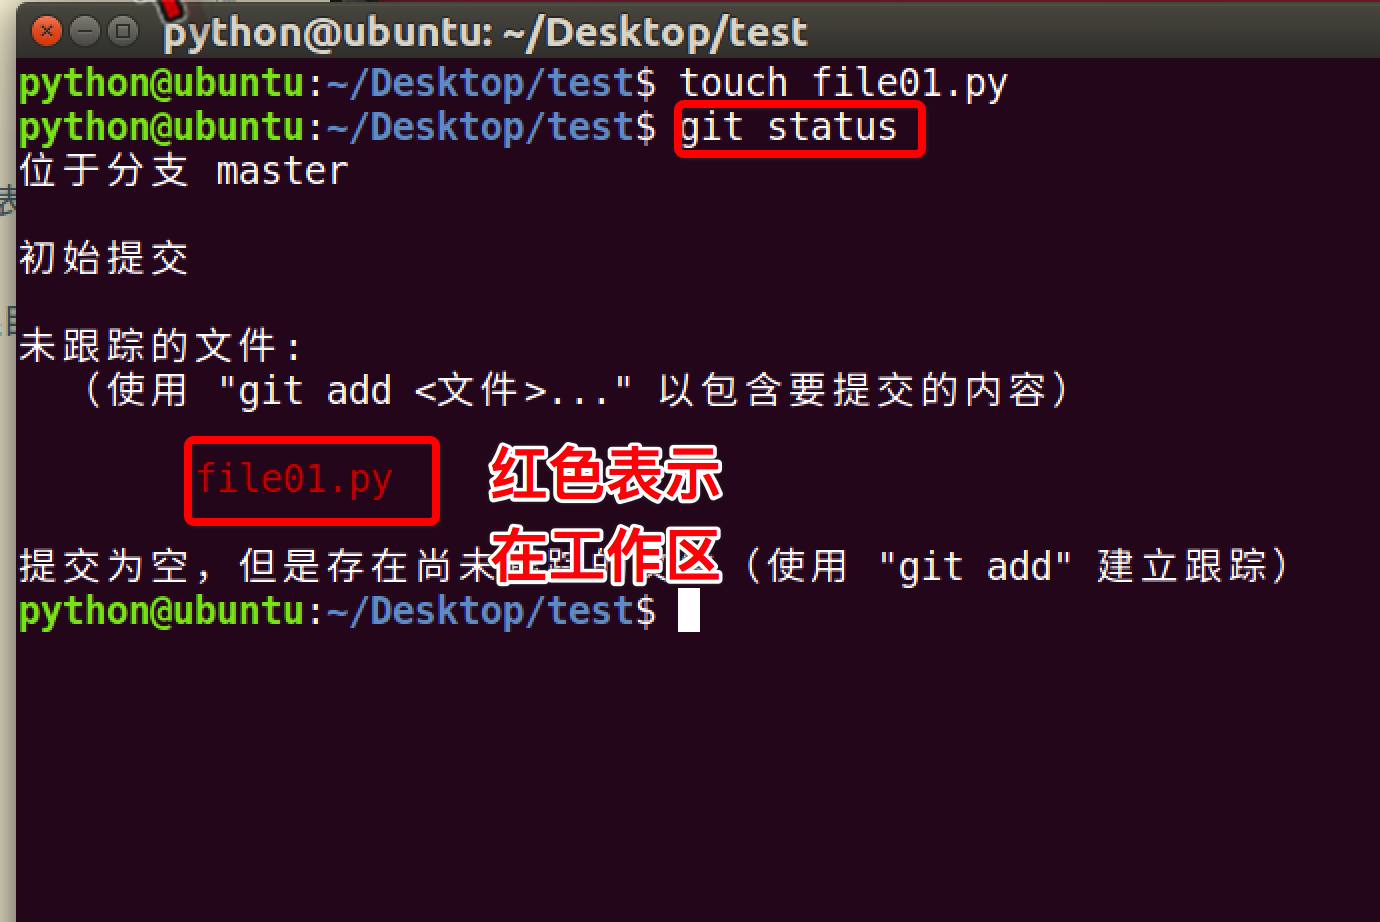 python@ubuntu: ~/Desktop/test
python@ubuntu:~/Desktop/test$ touch file01.py
python@ubuntu:~/Desktop/test$ git status
位于分支 master
初始提交
未跟踪的文件:
（使用 "git add <文件>..." 以包含要提交的内容）
file01.py
红色表示
在工作区
提交为空，但是存在尚未 （使用 "git add" 建立跟踪）
python@ubuntu:~/Desktop/test$